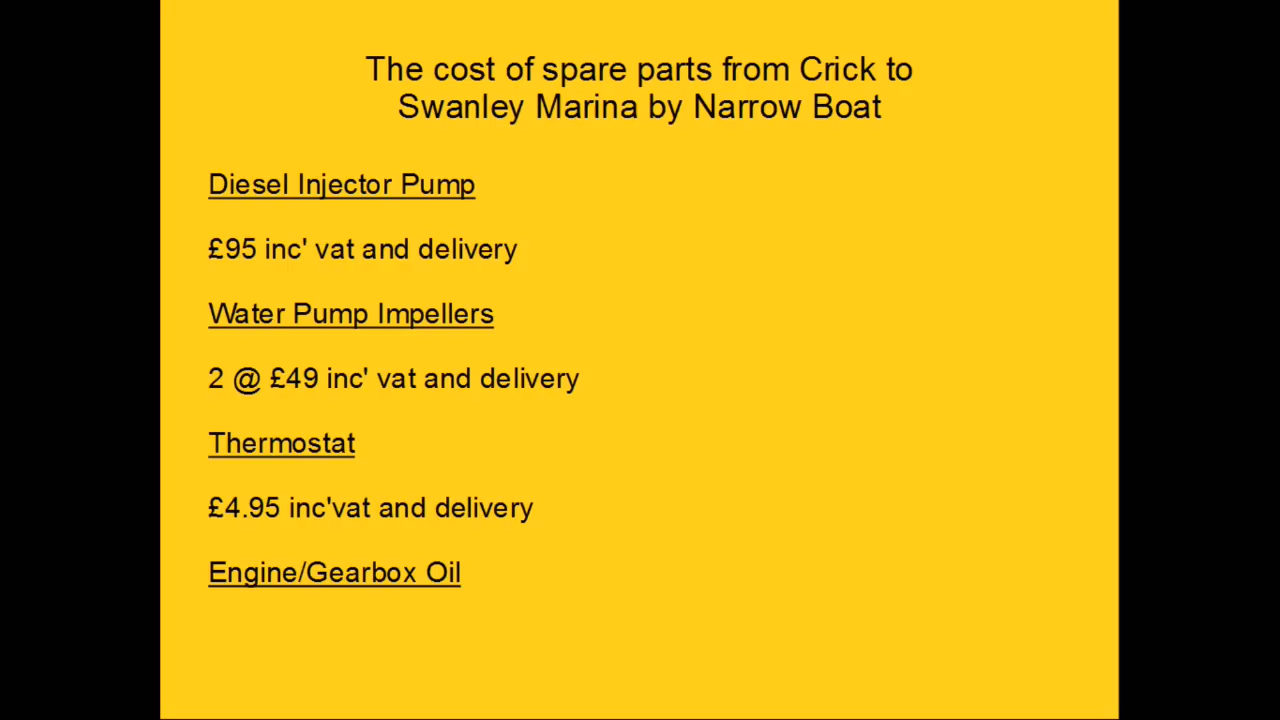 The cost of spare parts from Crick to
Swanley Marina by Narrow Boat
Diesel Injector Pump
£95 inc' vat and delivery
Water Pump Impellers
2 @ £49 inc' vat and delivery
Thermostat
£4.95 inc'vat and delivery
Engine/Gearbox Oil